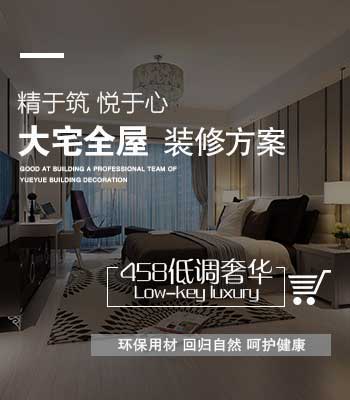 精于筑 悦于心
大宅全屋 装修方案
GOOD AT BUILDING A PROFESSIONAL TEAM OF
YUEYUE BUILDING DECORATION
458低调奢华
Low-key luxury
环保用材 回归自然 呵护健康